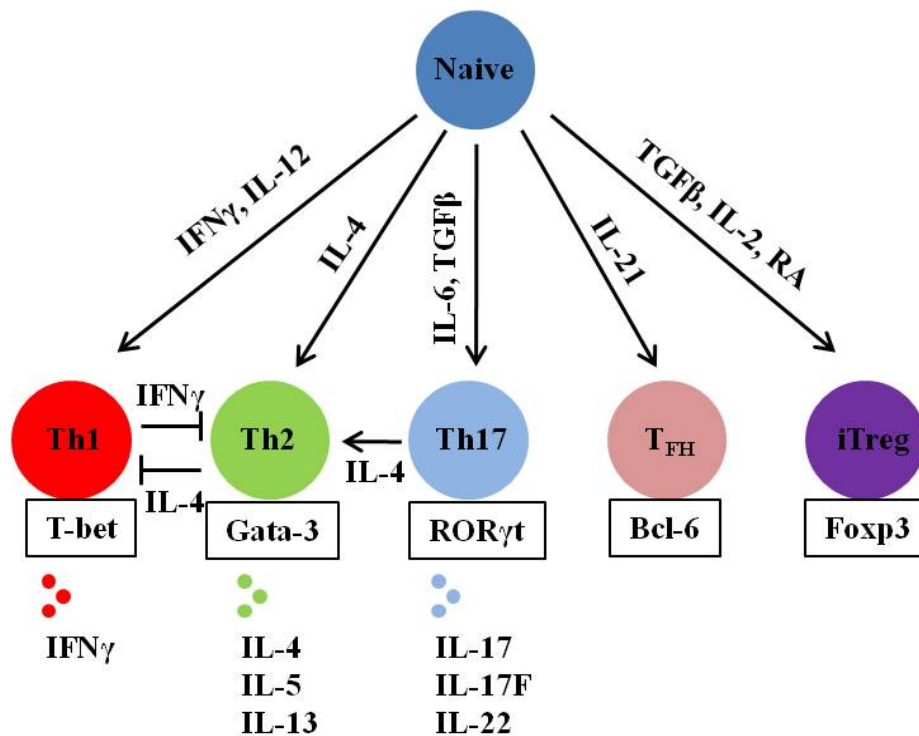 Naive
IFNγ, IL-12
IL-4
IL-6, TGFβ
IL-21
TGFβ, IL-2, RA
Th1
IFNγ
IL-4
Th2
IL-4
Th17
TFH
iTreg
T-bet
Gata-3
RORγt
Bcl-6
Foxp3
IFNγ
IL-4
IL-5
IL-13
IL-17
IL-17F
IL-22